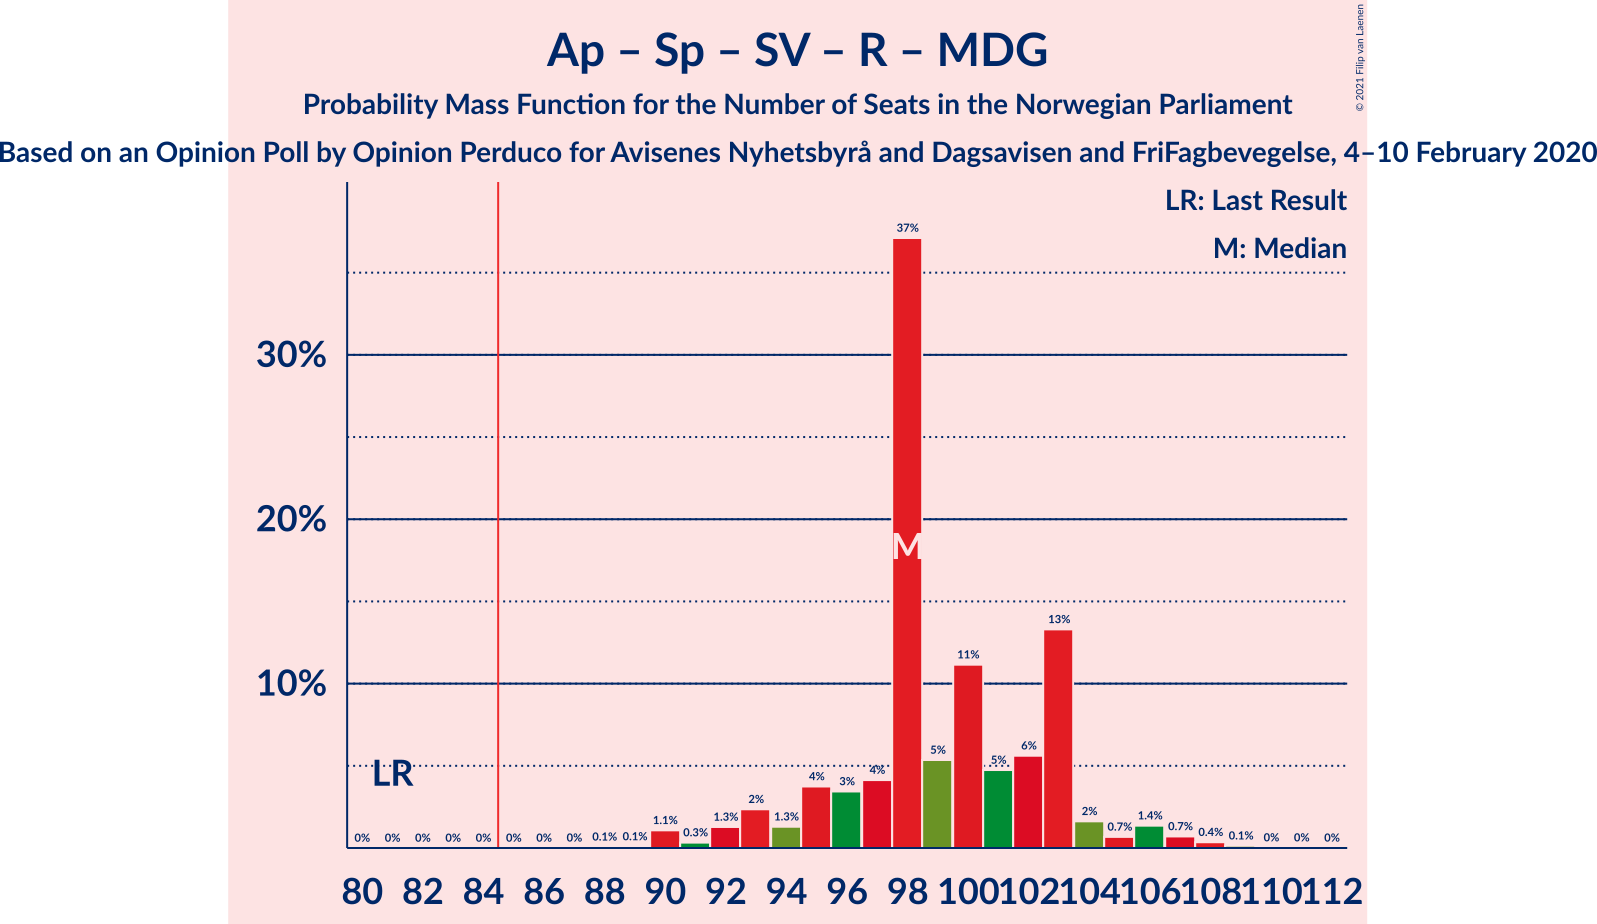 Ap – Sp – SV – R – MDG
Probability Mass Function for the Number of Seats in the Norwegian Parliament
Based on an Opinion Poll by Opinion Perduco for Avisenes Nyhetsbyrå and Dagsavisen and FriFagbevegelse, 4–10 February 2020
© 2021 Filip van Laenen
LR: Last Result
M: Median
30%
20%
10%
LR
M
0% 0% 0% 0% 0% 0% 0% 0% 0.1% 0.1% 1.1% 0.3% 1.3% 2% 1.3% 4% 3% 4% 37% 5% 11% 5% 6% 13% 2% 0.7% 1.4% 0.7% 0.4% 0.1% 0% 0% 0%
80 82 84 86 88 90 92 94 96 98 100 102 104 106 108 110 112